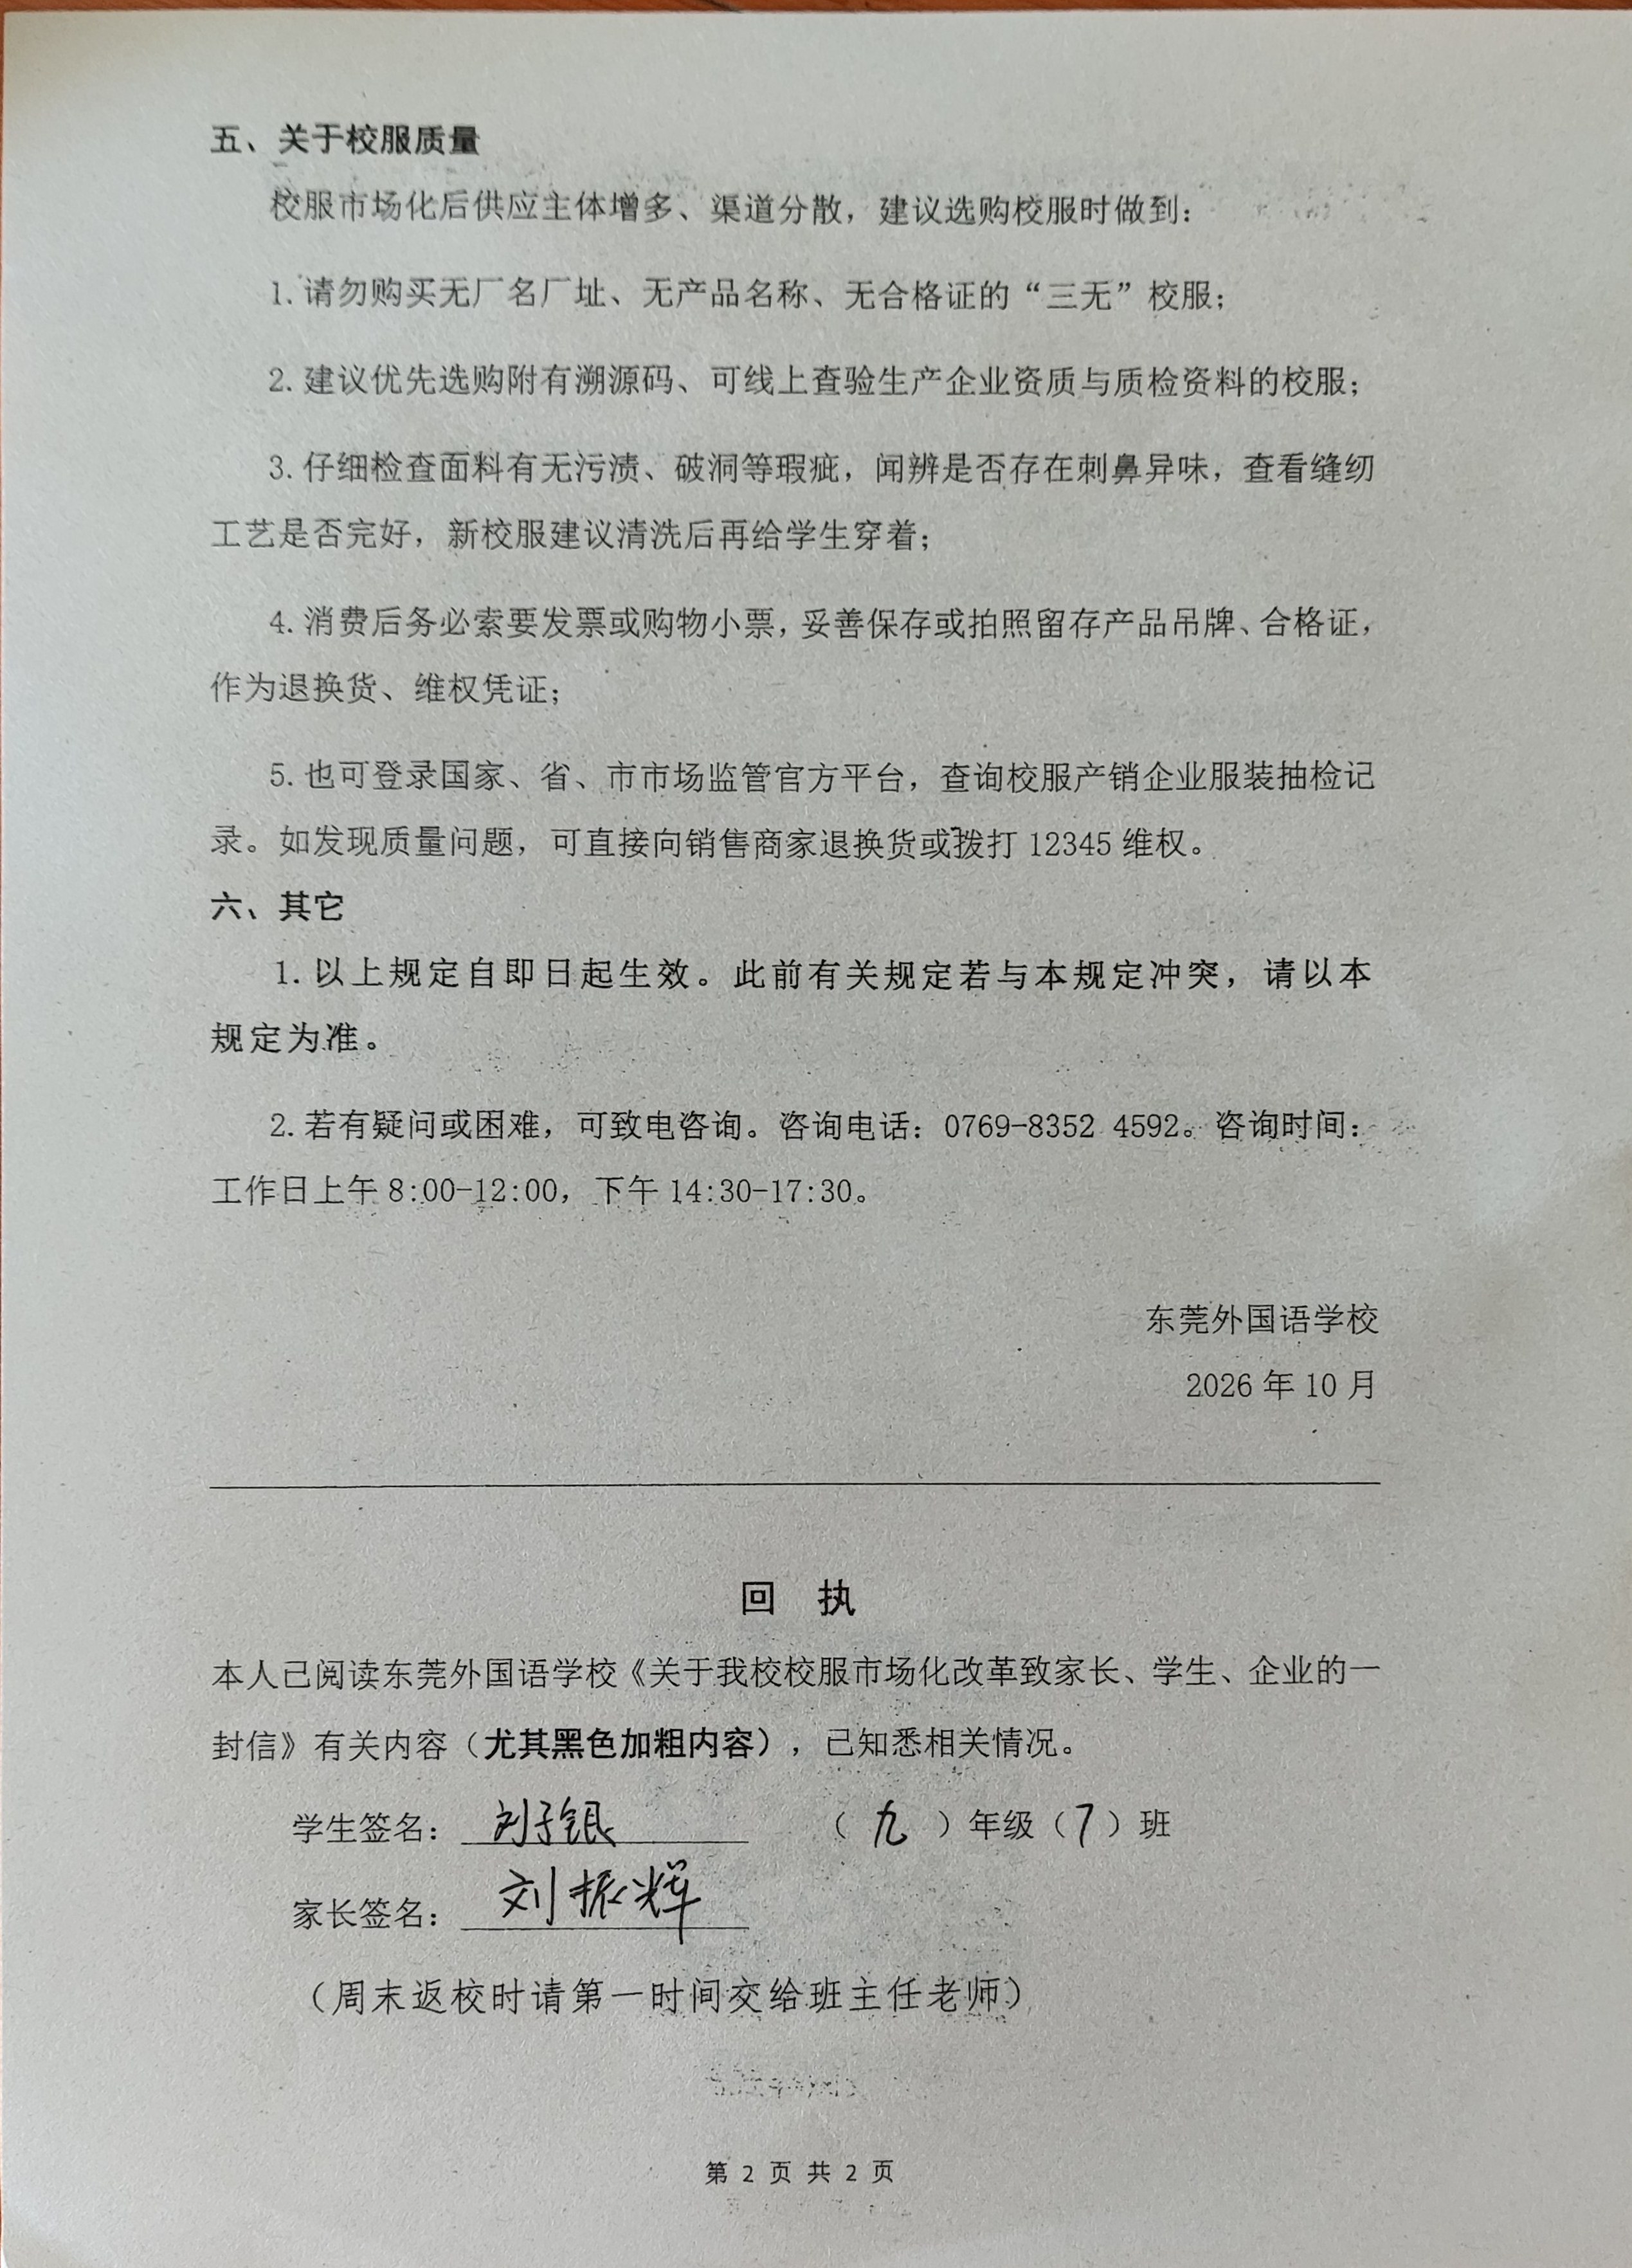 五、关于校服质量
校服市场化后供应主体增多、渠道分散，建议选购校服时做到：
1.请勿购买无厂名厂址、无产品名称、无合格证的“三无”校服；
2.建议优先选购附有溯源码、可线上查验生产企业资质与质检资料的校服；
3.仔细检查面料有无污渍、破洞等瑕疵，闻辨是否存在刺鼻异味，查看缝纫
工艺是否完好，新校服建议清洗后再给学生穿着；
4.消费后务必索要发票或购物小票，妥善保存或拍照留存产品吊牌、合格证，
作为退换货、维权凭证；
5.也可登录国家、省、市市场监管官方平台，查询校服产销企业服装抽检记
录。如发现质量问题，可直接向销售商家退换货或拨打 12345 维权。
六、其它
1.以上规定自即日起生效。此前有关规定若与本规定冲突，请以本
规定为准。
2.若有疑问或困难，可致电咨询。咨询电话：0769-8352 4592。咨询时间：
工作日上午 8:00-12:00，下午 14:30-17:30。
东莞外国语学校
2026 年 10 月
回 执
本人已阅读东莞外国语学校《关于我校校服市场化改革致家长、学生、企业的一
封信》有关内容（尤其黑色加粗内容），已知悉相关情况。
学生签名：刘子银 （九）年级（7）班
家长签名：刘振辉
（周末返校时请第一时间交给班主任老师）
第 2 页 共 2 页